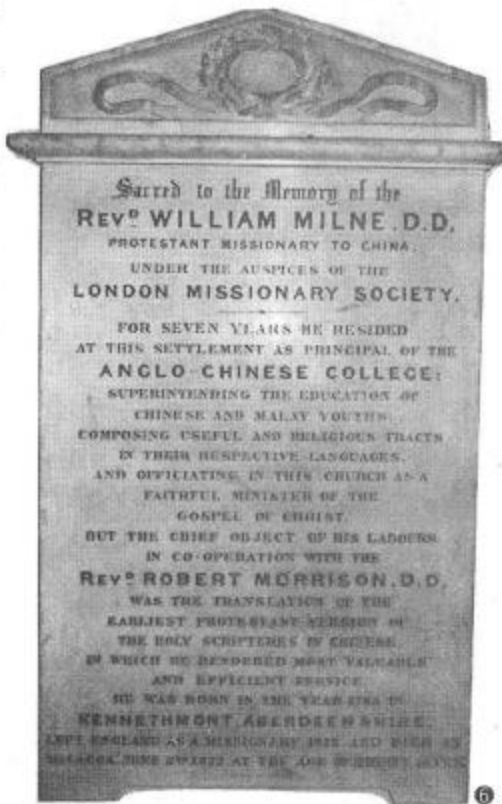 Sacred to the Memory of the
REVD. WILLIAM MILNE. D.D.
PROTESTANT MISSIONARY TO CHINA,
UNDER THE AUSPICES OF THE
LONDON MISSIONARY SOCIETY.
FOR SEVEN YEARS HE RESIDED
AT THIS SETTLEMENT AS PRINCIPAL OF THE
ANGLO-CHINESE COLLEGE:
SUPERINTENDING THE EDUCATION OF
CHINESE AND MALAY YOUTHS,
COMPOSING USEFUL AND RELIGIOUS TRACTS
IN THEIR RESPECTIVE LANGUAGES,
AND OFFICIATING IN THIS CHURCH AS A
FAITHFUL MINISTER OF THE
GOSPEL OF CHRIST.
BUT THE CHIEF OBJECT OF HIS LABOURS
IN CO-OPERATION WITH THE
REVD. ROBERT MORRISON, D.D.
WAS THE TRANSLATION OF THE
EARLIEST PROTESTANT VERSION OF
THE HOLY SCRIPTURES IN CHINESE
IN WHICH HE RENDERED MOST VALUABLE
AND EFFICIENT SERVICE.
HE WAS BORN IN THE YEAR IN
KENNETHMONT, ABERDEENSHIRE,
LEFT ENGLAND AS A MISSIONARY 1812 AND DIED AT
MALACCA, JUNE 1822 AT THE AGE OF
6